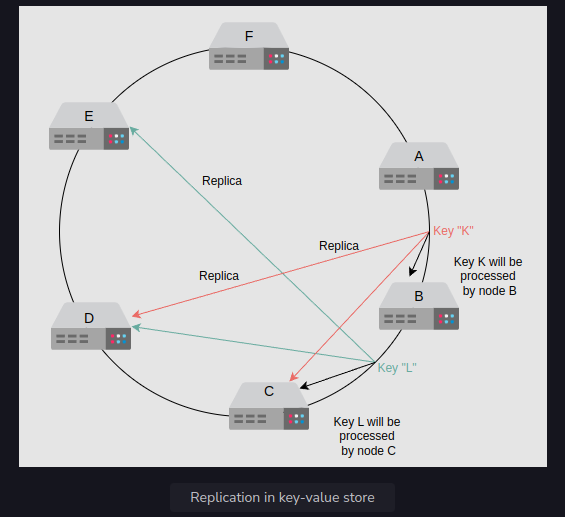 F
E
A
Replica
Key "K"
Replica
Key K will be
processed
by node B
Replica
B
D
Key "L"
C
Key L will be
processed
by node C
Replication in key-value store